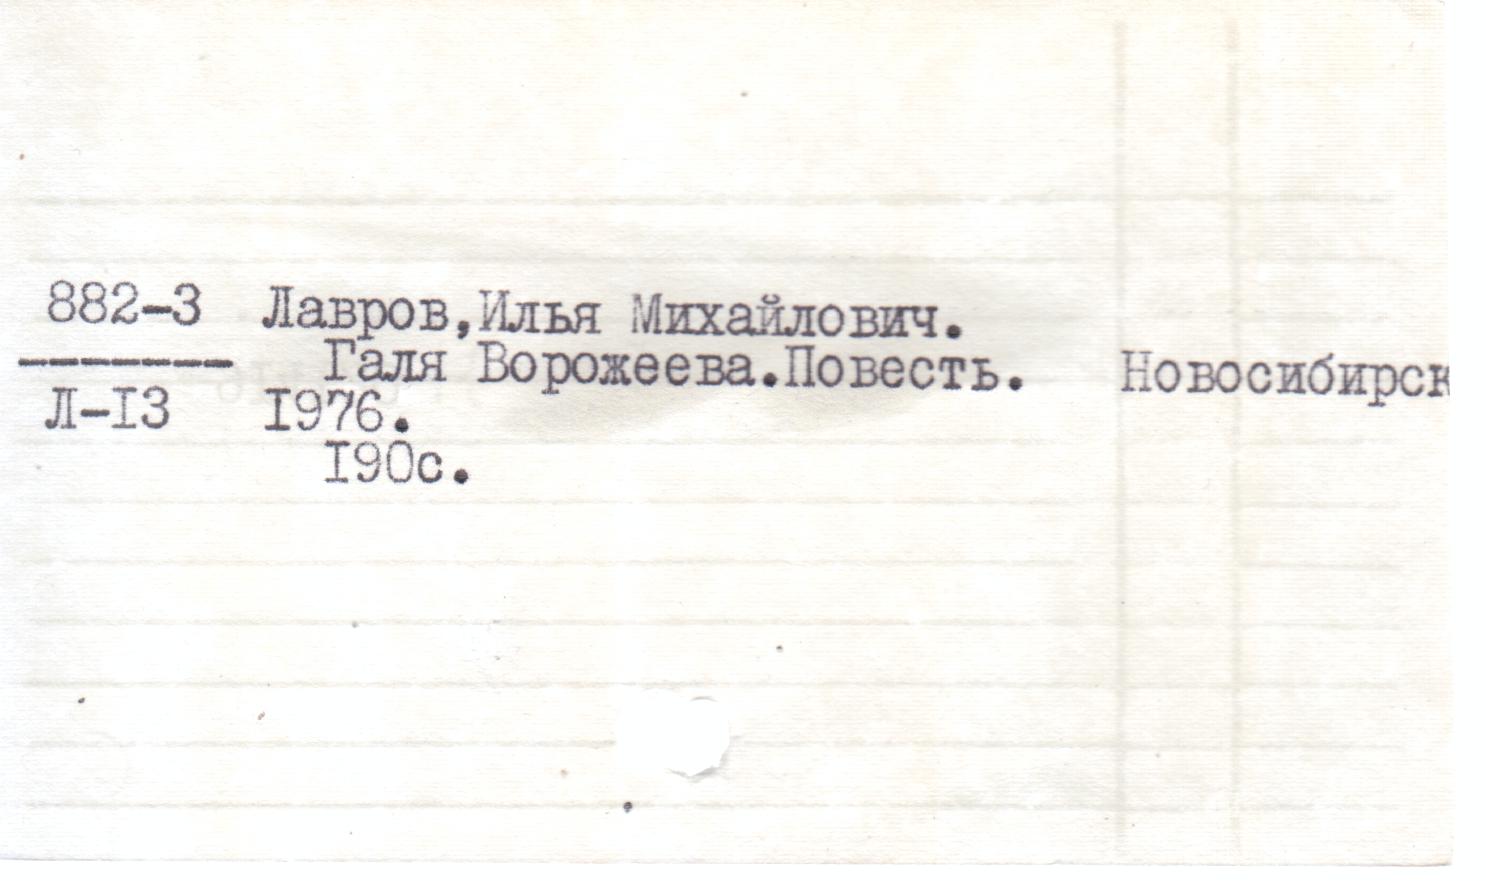 882-3 Лавров,Илья Михайлович.
Галя Ворожеева.Повесть. Новосибирск
Л-I3 I976.
I90с.